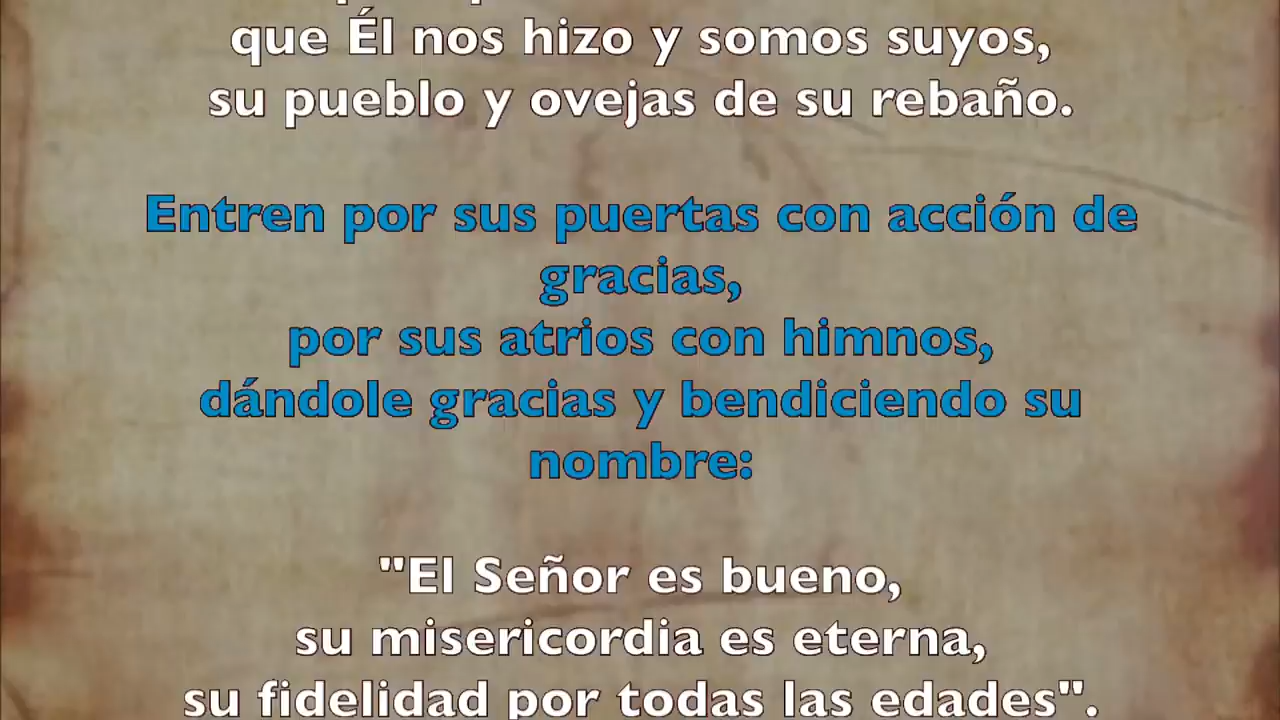 que Él nos hizo y somos suyos,
su pueblo y ovejas de su rebaño.
Entren por sus puertas con acción de
gracias,
por sus atrios con himnos,
dándole gracias y bendiciendo su
nombre:
"El Señor es bueno,
su misericordia es eterna,
su fidelidad por todas las edades".